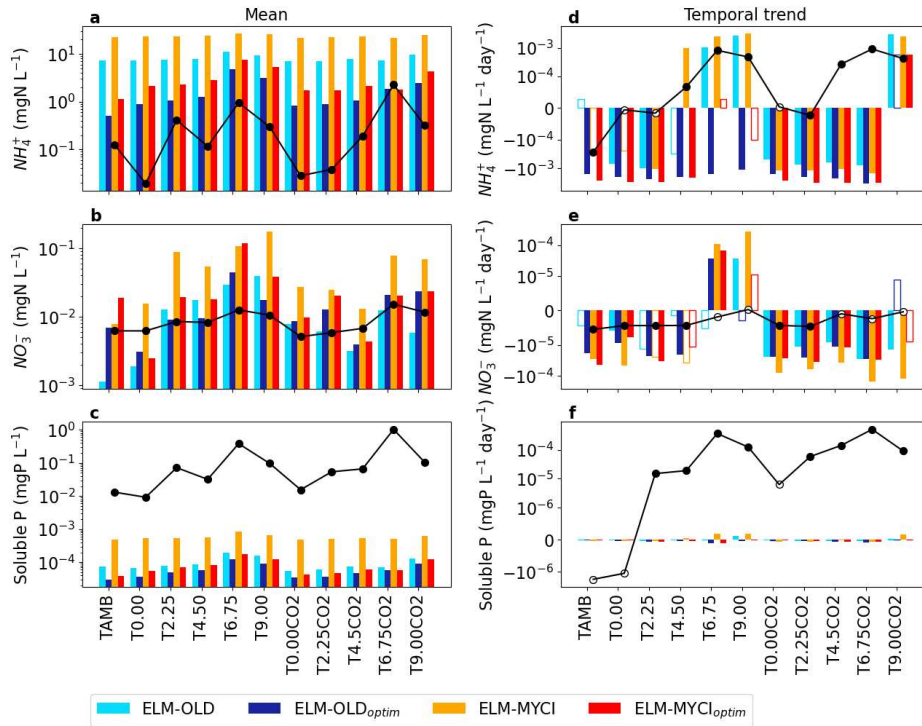 Mean
Temporal trend
a
NH₄⁺ (mgN L⁻¹)
10¹
10⁰
10⁻¹
d
NH₄⁺ (mgN L⁻¹ day⁻¹)
10⁻³
10⁻⁴
0
−10⁻⁴
−10⁻³
b
NO₃⁻ (mgN L⁻¹)
10⁻¹
10⁻²
10⁻³
e
NO₃⁻ (mgN L⁻¹ day⁻¹)
10⁻⁴
10⁻⁵
0
−10⁻⁵
−10⁻⁴
c
Soluble P (mgP L⁻¹)
10⁰
10⁻¹
10⁻²
10⁻³
10⁻⁴
f
Soluble P (mgP L⁻¹ day⁻¹)
10⁻⁴
10⁻⁵
10⁻⁶
0
−10⁻⁶
TAMB
T0.00
T2.25
T4.50
T6.75
T9.00
T0.00CO2
T2.25CO2
T4.5CO2
T6.75CO2
T9.00CO2
TAMB
T0.00
T2.25
T4.50
T6.75
T9.00
T0.00CO2
T2.25CO2
T4.5CO2
T6.75CO2
T9.00CO2
ELM-OLD ELM-OLDoptim ELM-MYCI ELM-MYCIoptim